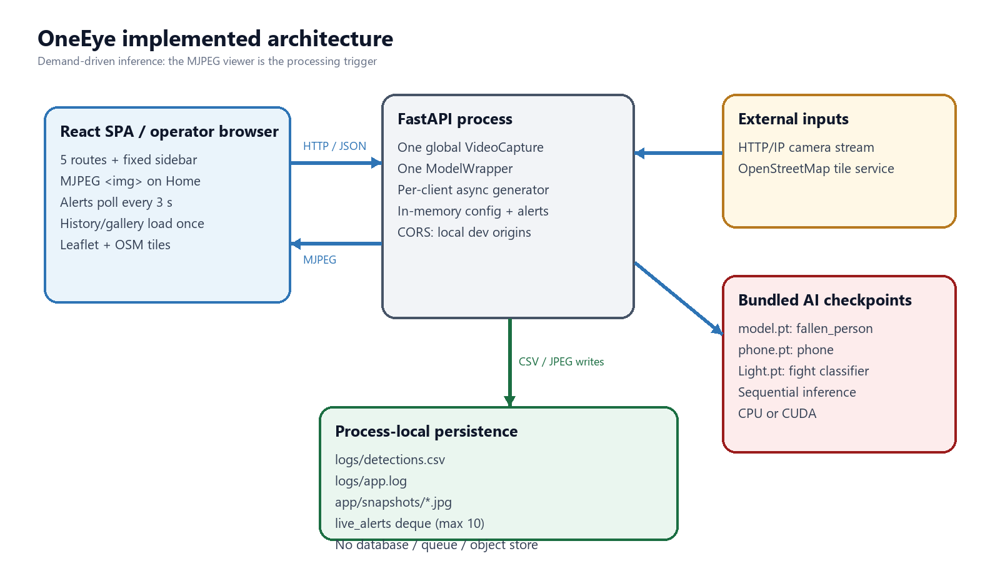 OneEye implemented architecture
Demand-driven inference: the MJPEG viewer is the processing trigger
React SPA / operator browser
5 routes + fixed sidebar
MJPEG <img> on Home
Alerts poll every 3 s
History/gallery load once
Leaflet + OSM tiles
HTTP / JSON
MJPEG
FastAPI process
One global VideoCapture
One ModelWrapper
Per-client async generator
In-memory config + alerts
CORS: local dev origins
External inputs
HTTP/IP camera stream
OpenStreetMap tile service
Bundled AI checkpoints
model.pt: fallen_person
phone.pt: phone
Light.pt: fight classifier
Sequential inference
CPU or CUDA
CSV / JPEG writes
Process-local persistence
logs/detections.csv
logs/app.log
app/snapshots/*.jpg
live_alerts deque (max 10)
No database / queue / object store